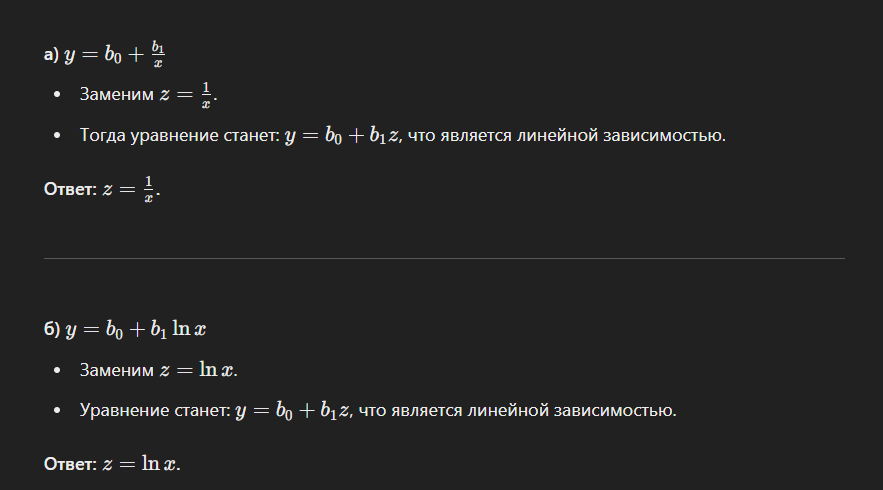 а) y = b₀ + b₁/x
• Заменим z = 1/x.
• Тогда уравнение станет: y = b₀ + b₁z, что является линейной зависимостью.
Ответ: z = 1/x.
б) y = b₀ + b₁ ln x
• Заменим z = ln x.
• Уравнение станет: y = b₀ + b₁z, что является линейной зависимостью.
Ответ: z = ln x.